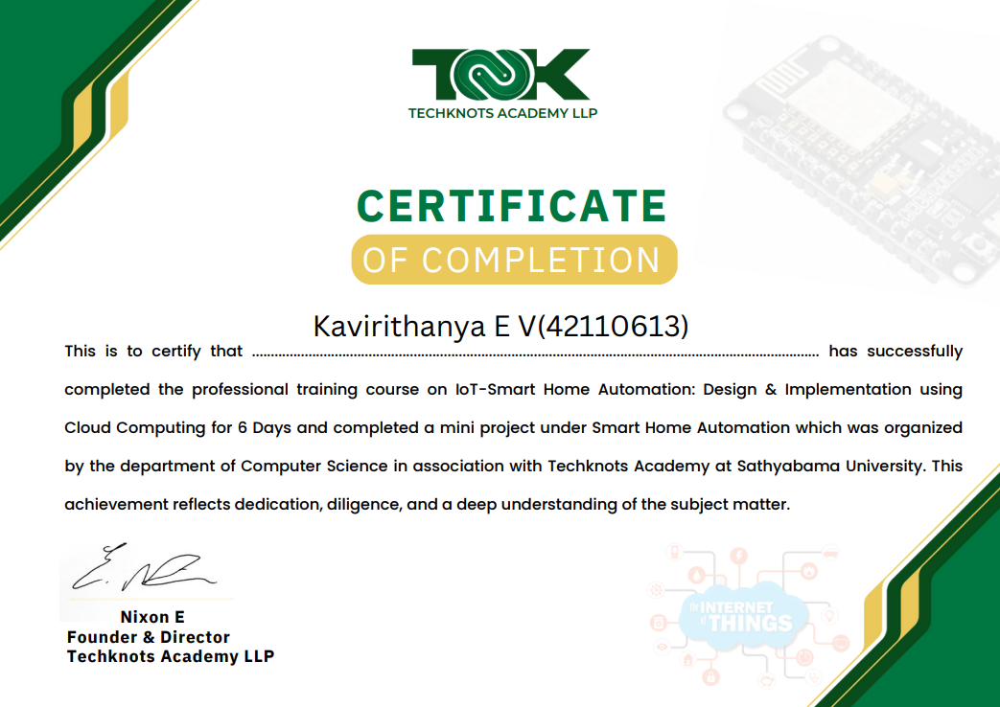 TECHKNOTS ACADEMY LLP
CERTIFICATE
OF COMPLETION
Kavirithanya E V(42110613)
This is to certify that ........................................................................................................................................................ has successfully
completed the professional training course on IoT-Smart Home Automation: Design & Implementation using
Cloud Computing for 6 Days and completed a mini project under Smart Home Automation which was organized
by the department of Computer Science in association with Techknots Academy at Sathyabama University. This
achievement reflects dedication, diligence, and a deep understanding of the subject matter.
Nixon E
Founder & Director
Techknots Academy LLP
the INTERNET
of THINGS